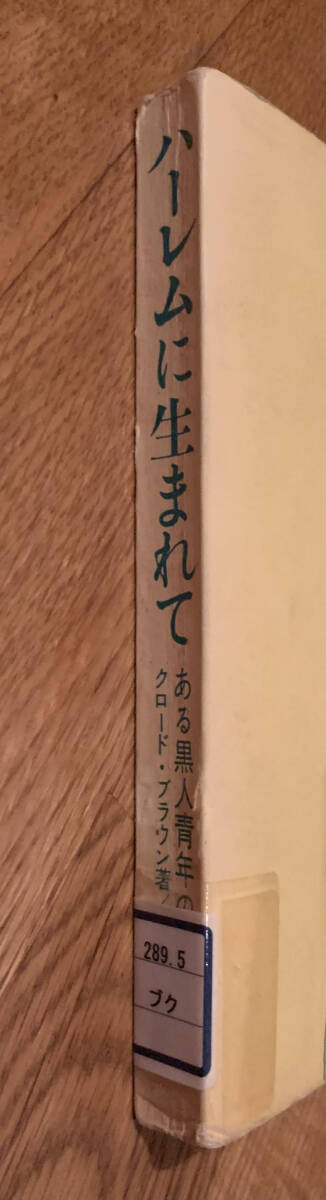 ハーレムに生まれて
ある黒人青年の
クロード・ブラウン著
289.5
ブク